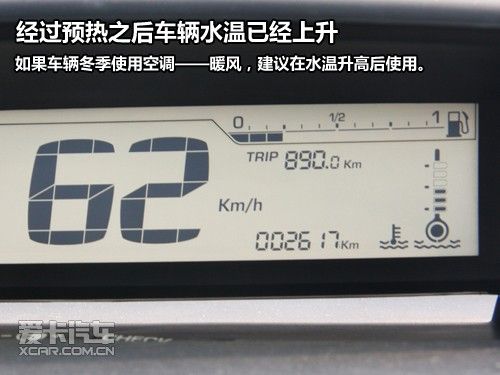 经过预热之后车辆水温已经上升
如果车辆冬季使用空调——暖风，建议在水温升高后使用。
0 1/2 1
TRIP 890.0 Km
62 Km/h
002617 Km
爱卡汽车
XCAR.COM.CN